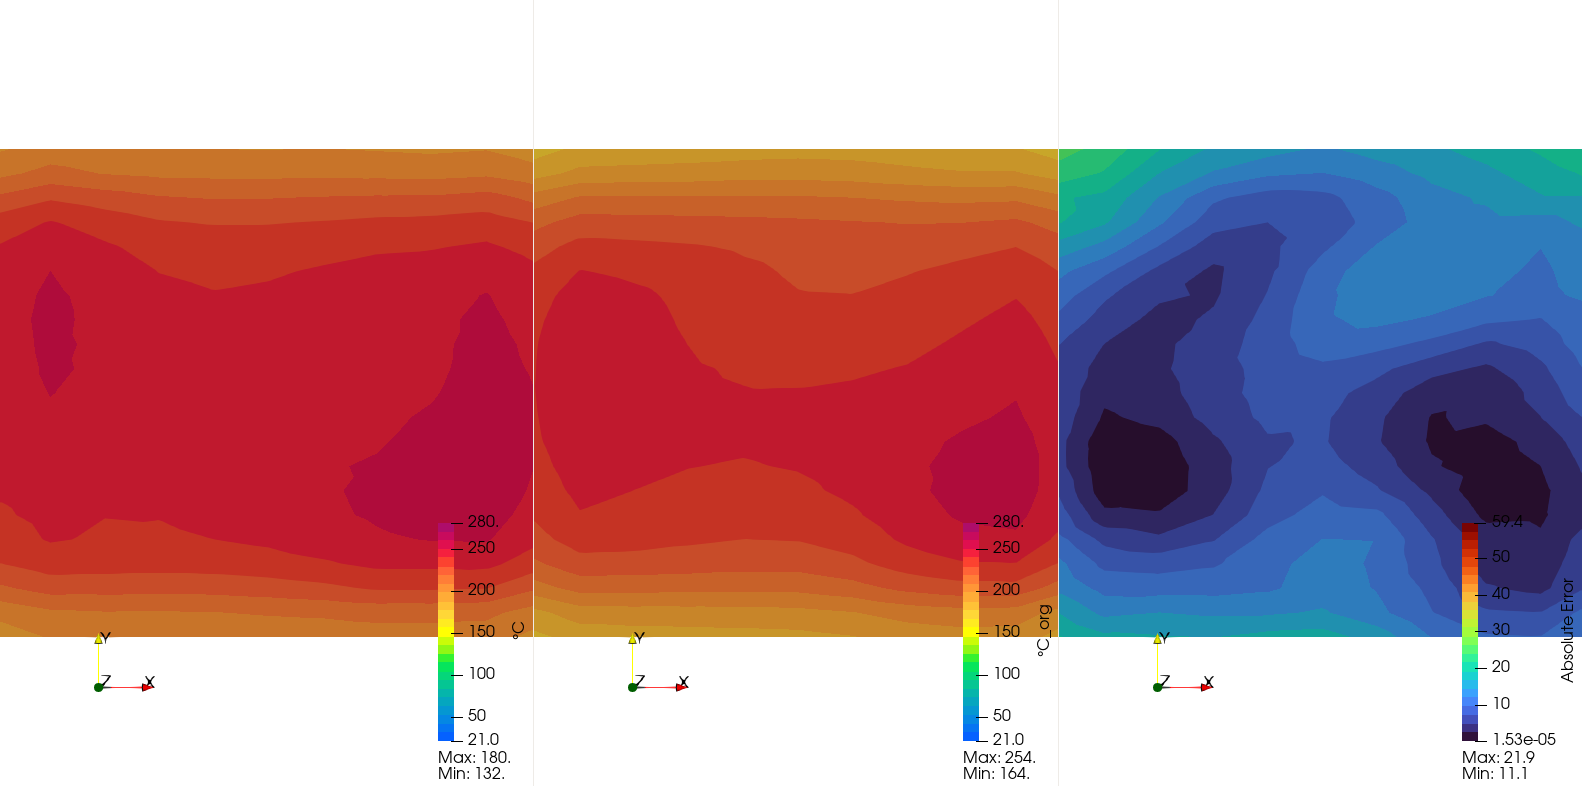 280.
250
200
150
100
50
21.0
°C
Max: 180.
Min: 132.
Y
Z
X
280.
250
200
150
100
50
21.0
°C_org
Max: 254.
Min: 164.
Y
Z
X
59.4
50
40
30
20
10
1.53e-05
Absolute Error
Max: 21.9
Min: 11.1
Y
Z
X